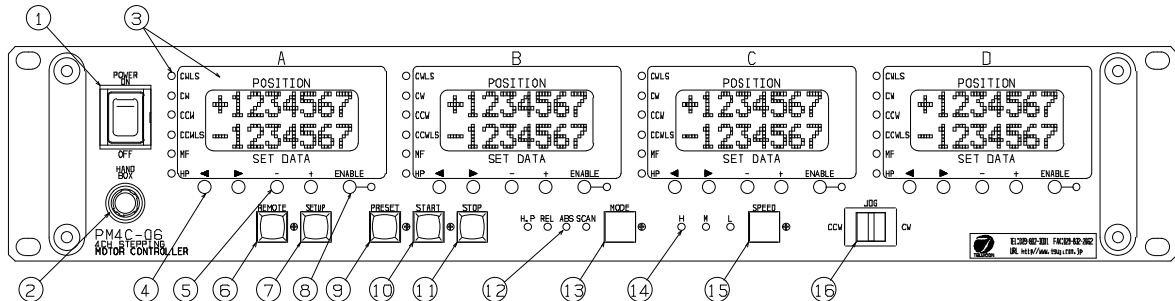 1 3
A B C D
POWER
ON
OFF
HAND
BOX
PM4C-06
4CH STEPPING
MOTOR CONTROLLER
CWLS
CW
CCW
CCWLS
MF
HP
POSITION
+1234567
-1234567
SET DATA
◀ ▶ - + ENABLE
CWLS
CW
CCW
CCWLS
MF
HP
POSITION
+1234567
-1234567
SET DATA
◀ ▶ - + ENABLE
CWLS
CW
CCW
CCWLS
MF
HP
POSITION
+1234567
-1234567
SET DATA
◀ ▶ - + ENABLE
CWLS
CW
CCW
CCWLS
MF
HP
POSITION
+1234567
-1234567
SET DATA
◀ ▶ - + ENABLE
REMOTE SETUP PRESET START STOP
H.P REL ABS SCAN MODE
H M L SPEED
JOG
CCW CW
2 4 5 6 7 8 9 10 11 12 13 14 15 16